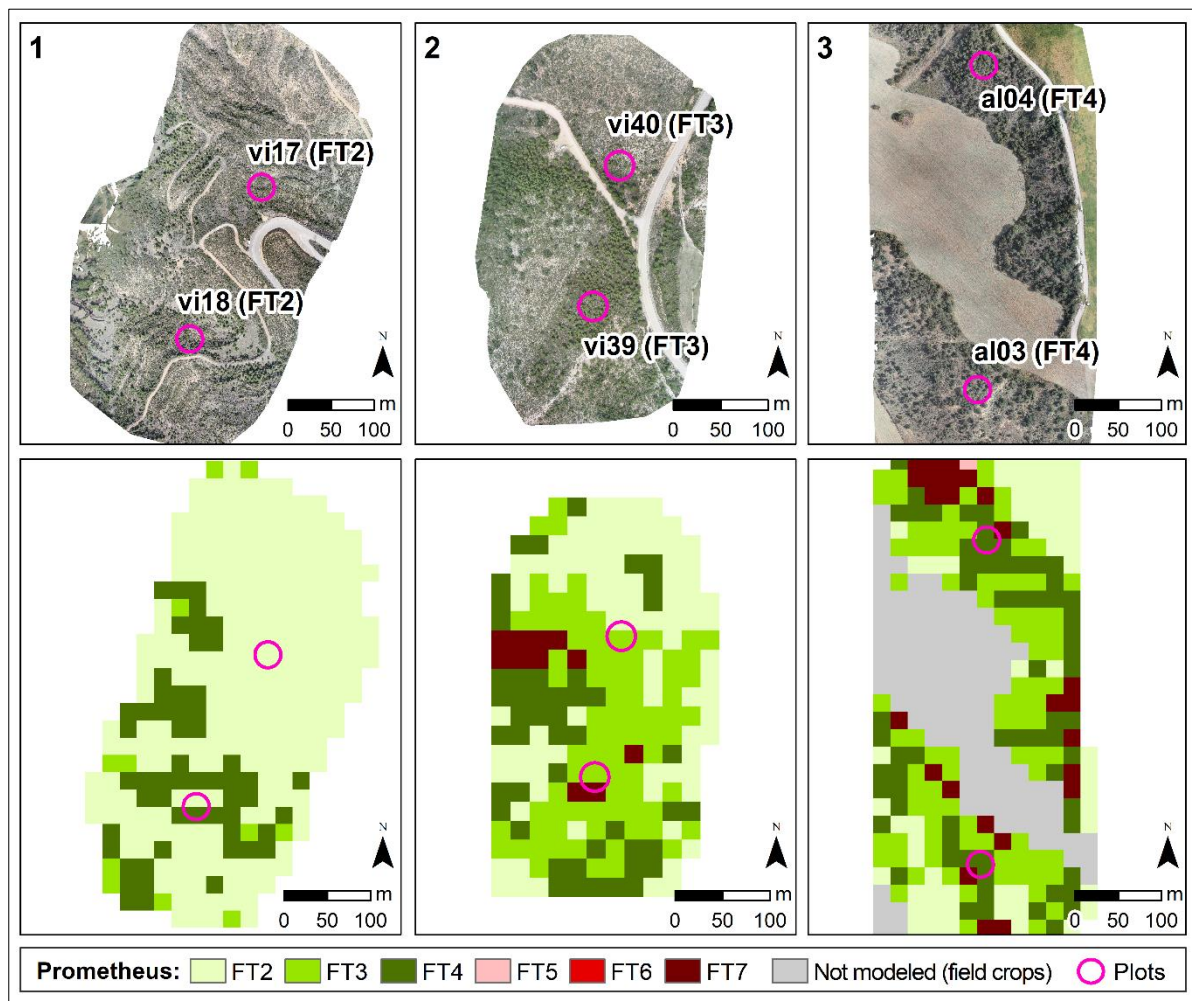 1
vi17 (FT2)
vi18 (FT2)
N
m
0 50 100
2
vi40 (FT3)
vi39 (FT3)
N
m
0 50 100
3
al04 (FT4)
al03 (FT4)
N
m
0 50 100
N
m
0 50 100
N
m
0 50 100
N
m
0 50 100
Prometheus: FT2 FT3 FT4 FT5 FT6 FT7 Not modeled (field crops) Plots